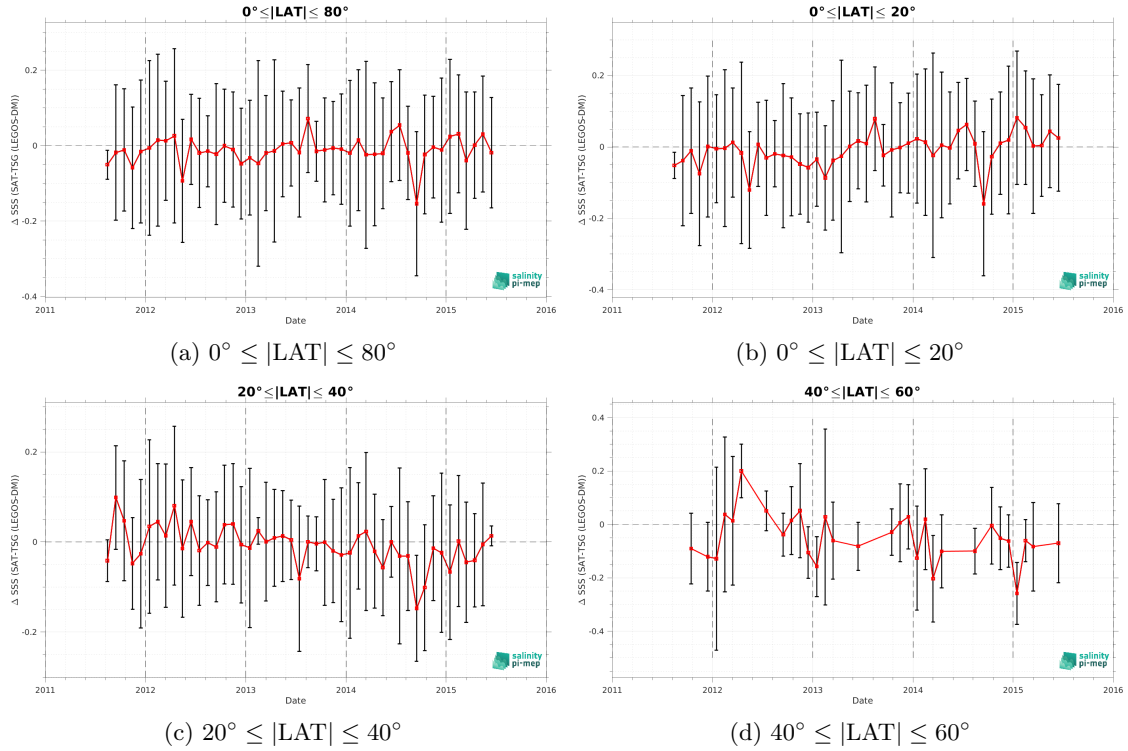 0°≤|LAT|≤ 80°
Δ SSS (SAT-TSG (LEGOS-DM))
0.2
0
-0.2
-0.4
2011 2012 2013 2014 2015 2016
Date
salinity
pi-mep
(a) 0° ≤ |LAT| ≤ 80°
0°≤|LAT|≤ 20°
Δ SSS (SAT-TSG (LEGOS-DM))
0.2
0
-0.2
-0.4
2011 2012 2013 2014 2015 2016
Date
salinity
pi-mep
(b) 0° ≤ |LAT| ≤ 20°
20°≤|LAT|≤ 40°
Δ SSS (SAT-TSG (LEGOS-DM))
0.2
0
-0.2
2011 2012 2013 2014 2015 2016
Date
salinity
pi-mep
(c) 20° ≤ |LAT| ≤ 40°
40°≤|LAT|≤ 60°
Δ SSS (SAT-TSG (LEGOS-DM))
0.4
0.2
0
-0.2
-0.4
2011 2012 2013 2014 2015 2016
Date
salinity
pi-mep
(d) 40° ≤ |LAT| ≤ 60°